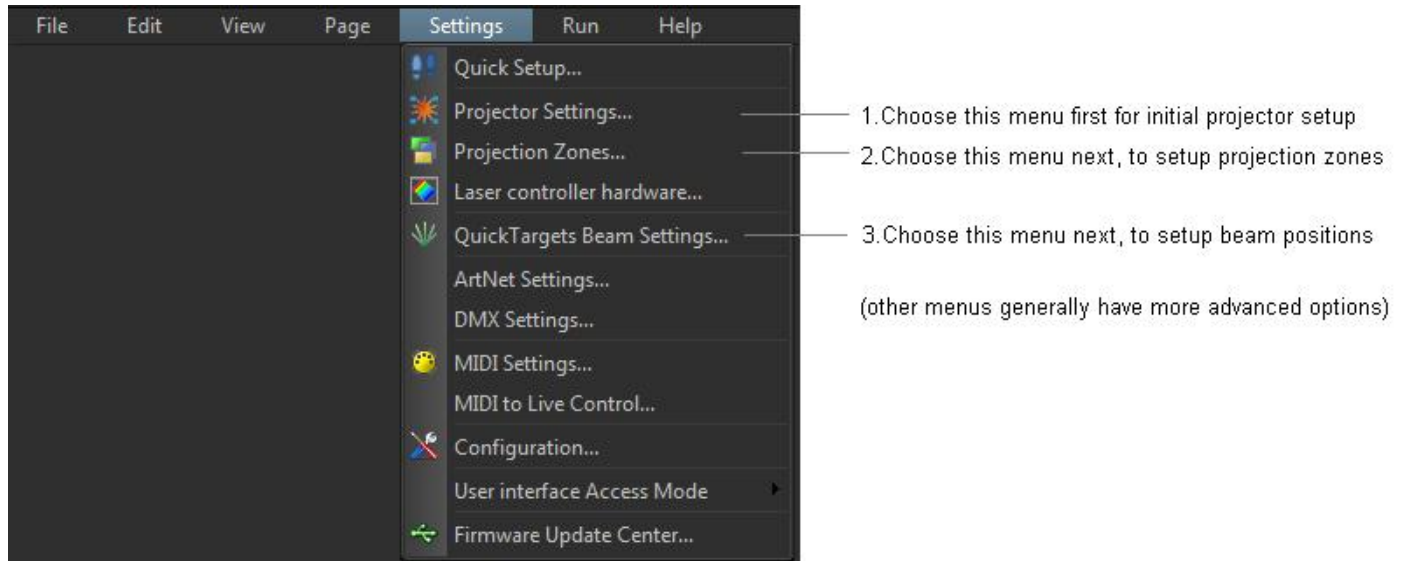 File Edit View Page Settings Run Help
Quick Setup...
Projector Settings...
1.Choose this menu first for initial projector setup
Projection Zones...
2.Choose this menu next, to setup projection zones
Laser controller hardware...
QuickTargets Beam Settings...
3.Choose this menu next, to setup beam positions
ArtNet Settings...
(other menus generally have more advanced options)
DMX Settings...
MIDI Settings...
MIDI to Live Control...
Configuration...
User interface Access Mode
Firmware Update Center...